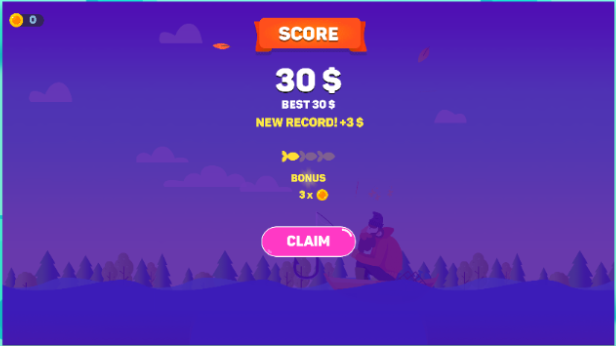 0
SCORE
30 $
BEST 30 $
NEW RECORD! +3 $
BONUS
3 x
CLAIM